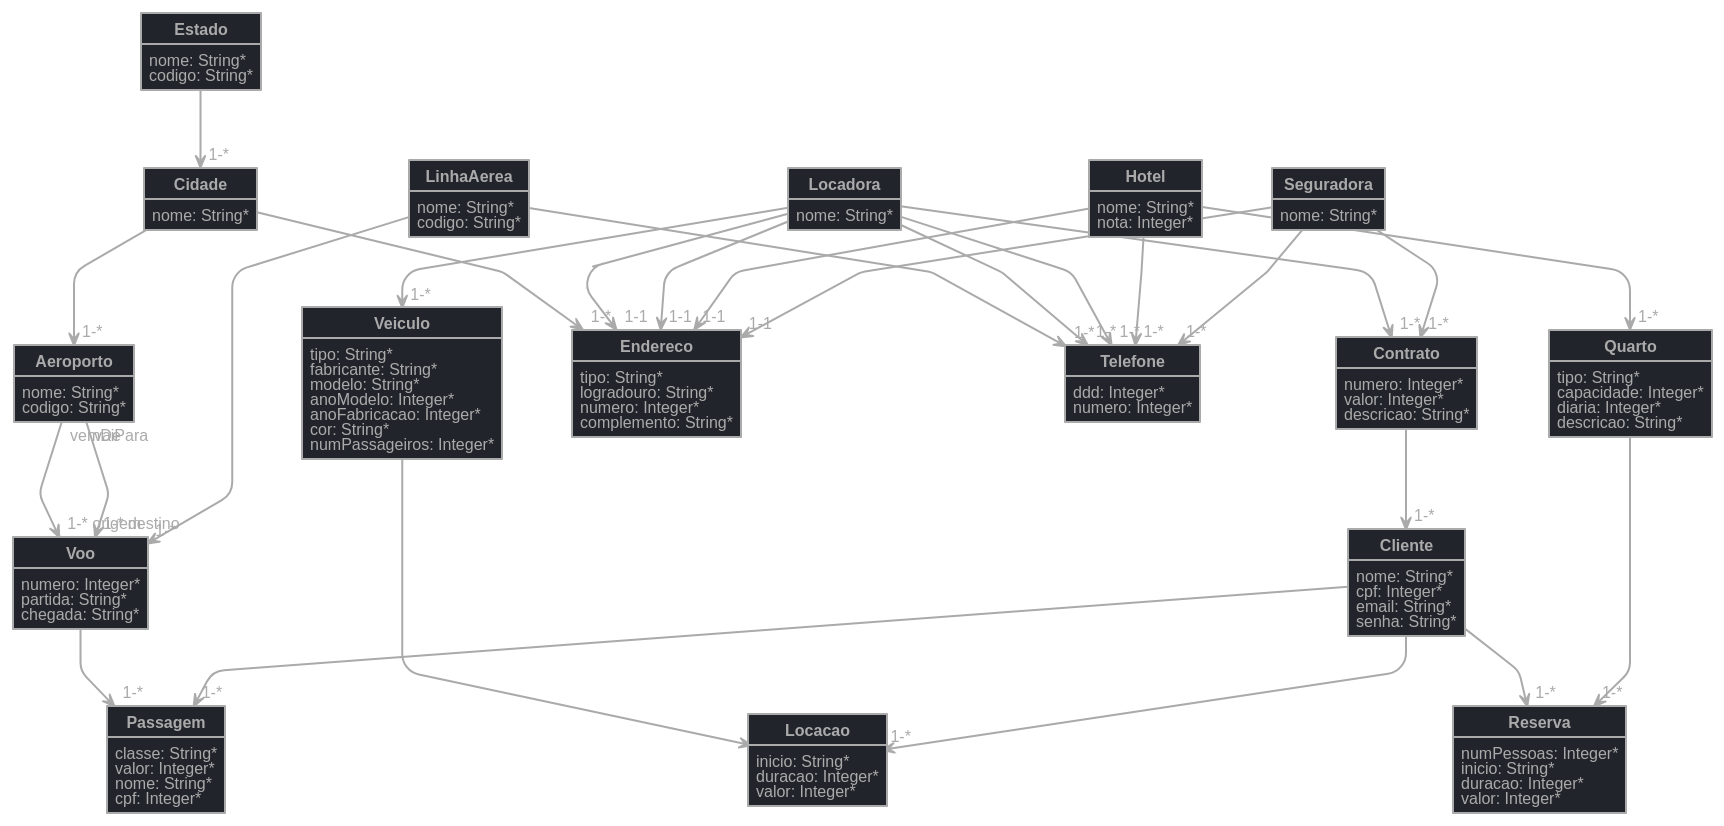 Estado
nome: String*
codigo: String*
1-*
Cidade
nome: String*
LinhaAerea
nome: String*
codigo: String*
Locadora
nome: String*
Hotel
nome: String*
nota: Integer*
Seguradora
nome: String*
1-*
Aeroporto
nome: String*
codigo: String*
1-*
Veiculo
tipo: String*
fabricante: String*
modelo: String*
anoModelo: Integer*
anoFabricacao: Integer*
cor: String*
numPassageiros: Integer*
1-* 1-1 1-1 1-1 1-1
Endereco
tipo: String*
logradouro: String*
numero: Integer*
complemento: String*
1-* 1-* 1-* 1-* 1-*
Telefone
ddd: Integer*
numero: Integer*
1-* 1-*
Contrato
numero: Integer*
valor: Integer*
descricao: String*
1-*
Quarto
tipo: String*
capacidade: Integer*
diaria: Integer*
descricao: String*
1-* 1-* destino
Voo
numero: Integer*
partida: String*
chegada: String*
1-*
Cliente
nome: String*
cpf: Integer*
email: String*
senha: String*
1-* 1-*
Passagem
classe: String*
valor: Integer*
nome: String*
cpf: Integer*
1-*
Locacao
inicio: String*
duracao: Integer*
valor: Integer*
1-* 1-*
Reserva
numPessoas: Integer*
inicio: String*
duracao: Integer*
valor: Integer*